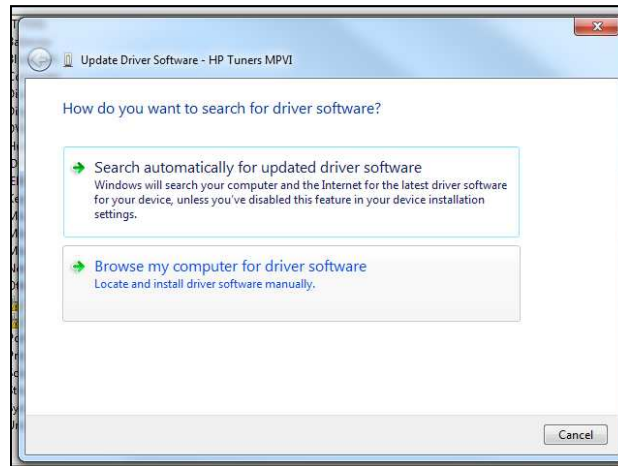 Update Driver Software - HP Tuners MPVI
How do you want to search for driver software?
Search automatically for updated driver software
Windows will search your computer and the Internet for the latest driver software
for your device, unless you've disabled this feature in your device installation
settings.
Browse my computer for driver software
Locate and install driver software manually.
Cancel